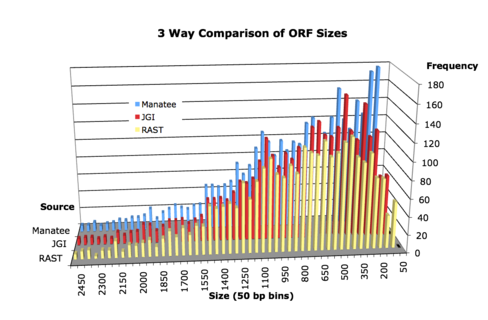 3 Way Comparison of ORF Sizes
Frequency
180
160
140
120
100
80
60
40
20
0
Manatee
JGI
RAST
Source
Manatee
JGI
RAST
2450 2300 2150 2000 1850 1700 1550 1400 1250 1100 950 800 650 500 350 200 50
Size (50 bp bins)